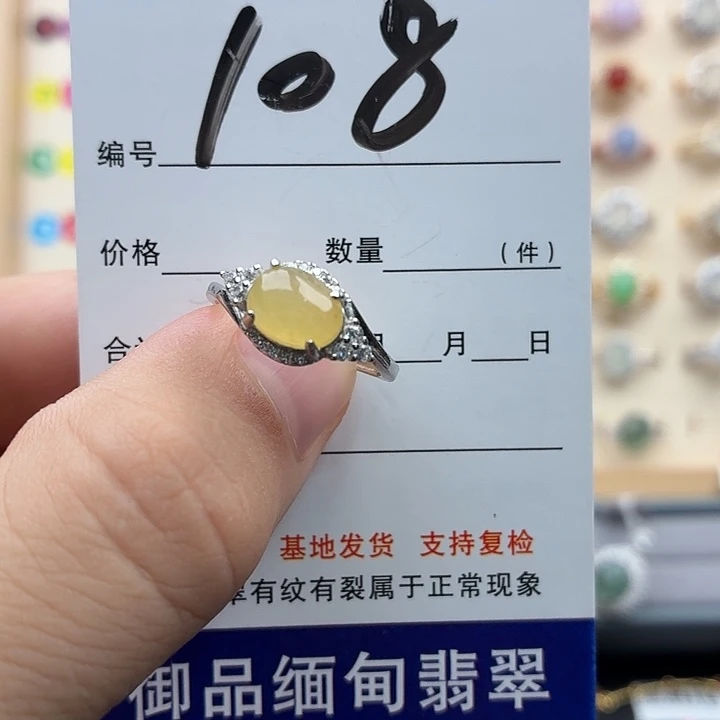 编号 108
价格 数量 (件)
合 月 日
基地发货 支持复检
有纹有裂属于正常现象
御品缅甸翡翠